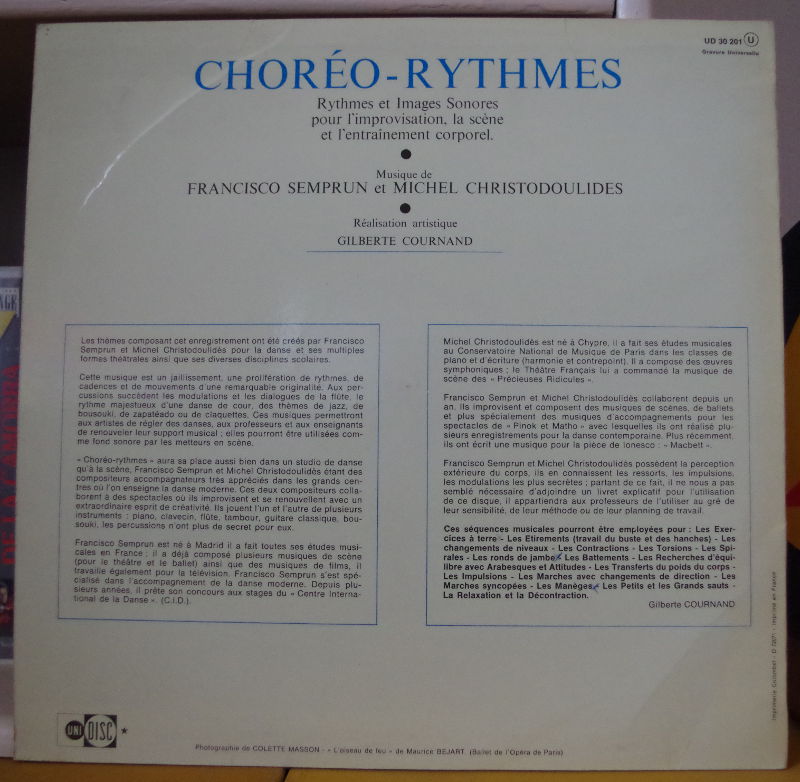 UD 30 201 U
Gravure Universelle
CHORÉO-RYTHMES
Rythmes et Images Sonores
pour l'improvisation, la scène
et l'entraînement corporel.
Musique de
FRANCISCO SEMPRUN et MICHEL CHRISTODOULIDES
Réalisation artistique
GILBERTE COURNAND
Les thèmes composant cet enregistrement ont été créés par Francisco
Semprun et Michel Christodoulidès pour la danse et ses multiples
formes théâtrales ainsi que ses diverses disciplines scolaires.
Cette musique est un jaillissement, une prolifération de rythmes, de
cadences et de mouvements d'une remarquable originalité. Aux per-
cussions succèdent les modulations et les dialogues de la flûte, le
rythme majestueux d'une danse de cour, des thèmes de jazz, de
bousouki, de zapatéado ou de claquettes. Ces musiques permettront
aux artistes de régler des danses, aux professeurs et aux enseignants
de renouveler leur support musical ; elles pourront être utilisées com-
me fond sonore par les metteurs en scène.
« Choréo-rythmes » aura sa place aussi bien dans un studio de danse
qu'à la scène, Francisco Semprun et Michel Christodoulidès étant des
compositeurs accompagnateurs très appréciés dans les grands cen-
tres où l'on enseigne la danse moderne. Ces deux compositeurs colla-
borent à des spectacles où ils improvisent et se renouvellent avec un
extraordinaire esprit de créativité. Ils jouent l'un et l'autre de plusieurs
instruments : piano, clavecin, flûte, tambour, guitare classique, bou-
souki, les percussions n'ont plus de secret pour eux.
Francisco Semprun est né à Madrid il a fait toutes ses études musi-
cales en France ; il a déjà composé plusieurs musiques de scène
(pour le théâtre et le ballet) ainsi que des musiques de films, il
travaille également pour la télévision. Francisco Semprun s'est spé-
cialisé dans l'accompagnement de la danse moderne. Depuis plu-
sieurs années, il prête son concours aux stages du « Centre Interna-
tional de la Danse ». (C.I.D.).
Michel Christodoulidès est né à Chypre, il a fait ses études musicales
au Conservatoire National de Musique de Paris dans les classes de
piano et d'écriture (harmonie et contrepoint). Il a composé des œuvres
symphoniques ; le Théâtre Français lui a commandé la musique de
scène des « Précieuses Ridicules ».
Francisco Semprun et Michel Christodoulidès collaborent depuis un
an. Ils improvisent et composent des musiques de scènes, de ballets
et plus spécialement des musiques d'accompagnements pour les
spectacles de « Pinok et Matho » avec lesquelles ils ont réalisé plu-
sieurs enregistrements pour la danse contemporaine. Plus récemment,
ils ont écrit une musique pour la pièce de Ionesco : « Macbett ».
Francisco Semprun et Michel Christodoulidès possèdent la perception
extérieure du corps, ils en connaissent les ressorts, les impulsions,
les modulations les plus secrètes ; partant de ce fait, il ne nous a pas
semblé nécessaire d'adjoindre un livret explicatif pour l'utilisation
de ce disque, il appartiendra aux professeurs de l'utiliser au gré de
leur sensibilité, de leur méthode ou de leur planning de travail.
Ces séquences musicales pourront être employées pour : Les Exer-
cices à terre - Les Etirements (travail du buste et des hanches) - Les
changements de niveaux - Les Contractions - Les Torsions - Les Spi-
rales - Les ronds de jambe - Les Battements - Les Recherches d'équi-
libre avec Arabesques et Attitudes - Les Transferts du poids du corps -
Les Impulsions - Les Marches avec changements de direction - Les
Marches syncopées - Les Manèges - Les Petits et les Grands sauts -
La Relaxation et la Décontraction.
Gilberte COURNAND
UNI DISC
Photographie de COLETTE MASSON - « L'oiseau de feu » de Maurice BEJART. (Ballet de l'Opéra de Paris)
Imprimé en France